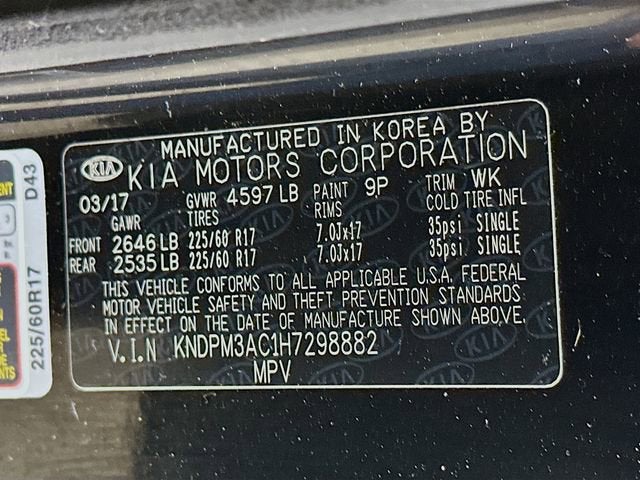 MANUFACTURED IN KOREA BY
KIA KIA MOTORS CORPORATION
03/17 GVWR 4597 LB PAINT 9P TRIM WK
GAWR TIRES RIMS COLD TIRE INFL
FRONT 2646 LB 225/60 R17 7.0Jx17 35psi SINGLE
REAR 2535 LB 225/60 R17 7.0Jx17 35psi SINGLE
THIS VEHICLE CONFORMS TO ALL APPLICABLE U.S.A. FEDERAL
MOTOR VEHICLE SAFETY AND THEFT PREVENTION STANDARDS
IN EFFECT ON THE DATE OF MANUFACTURE SHOWN ABOVE.
V.I.N KNDPM3AC1H7298882
MPV
D43
225/60R17